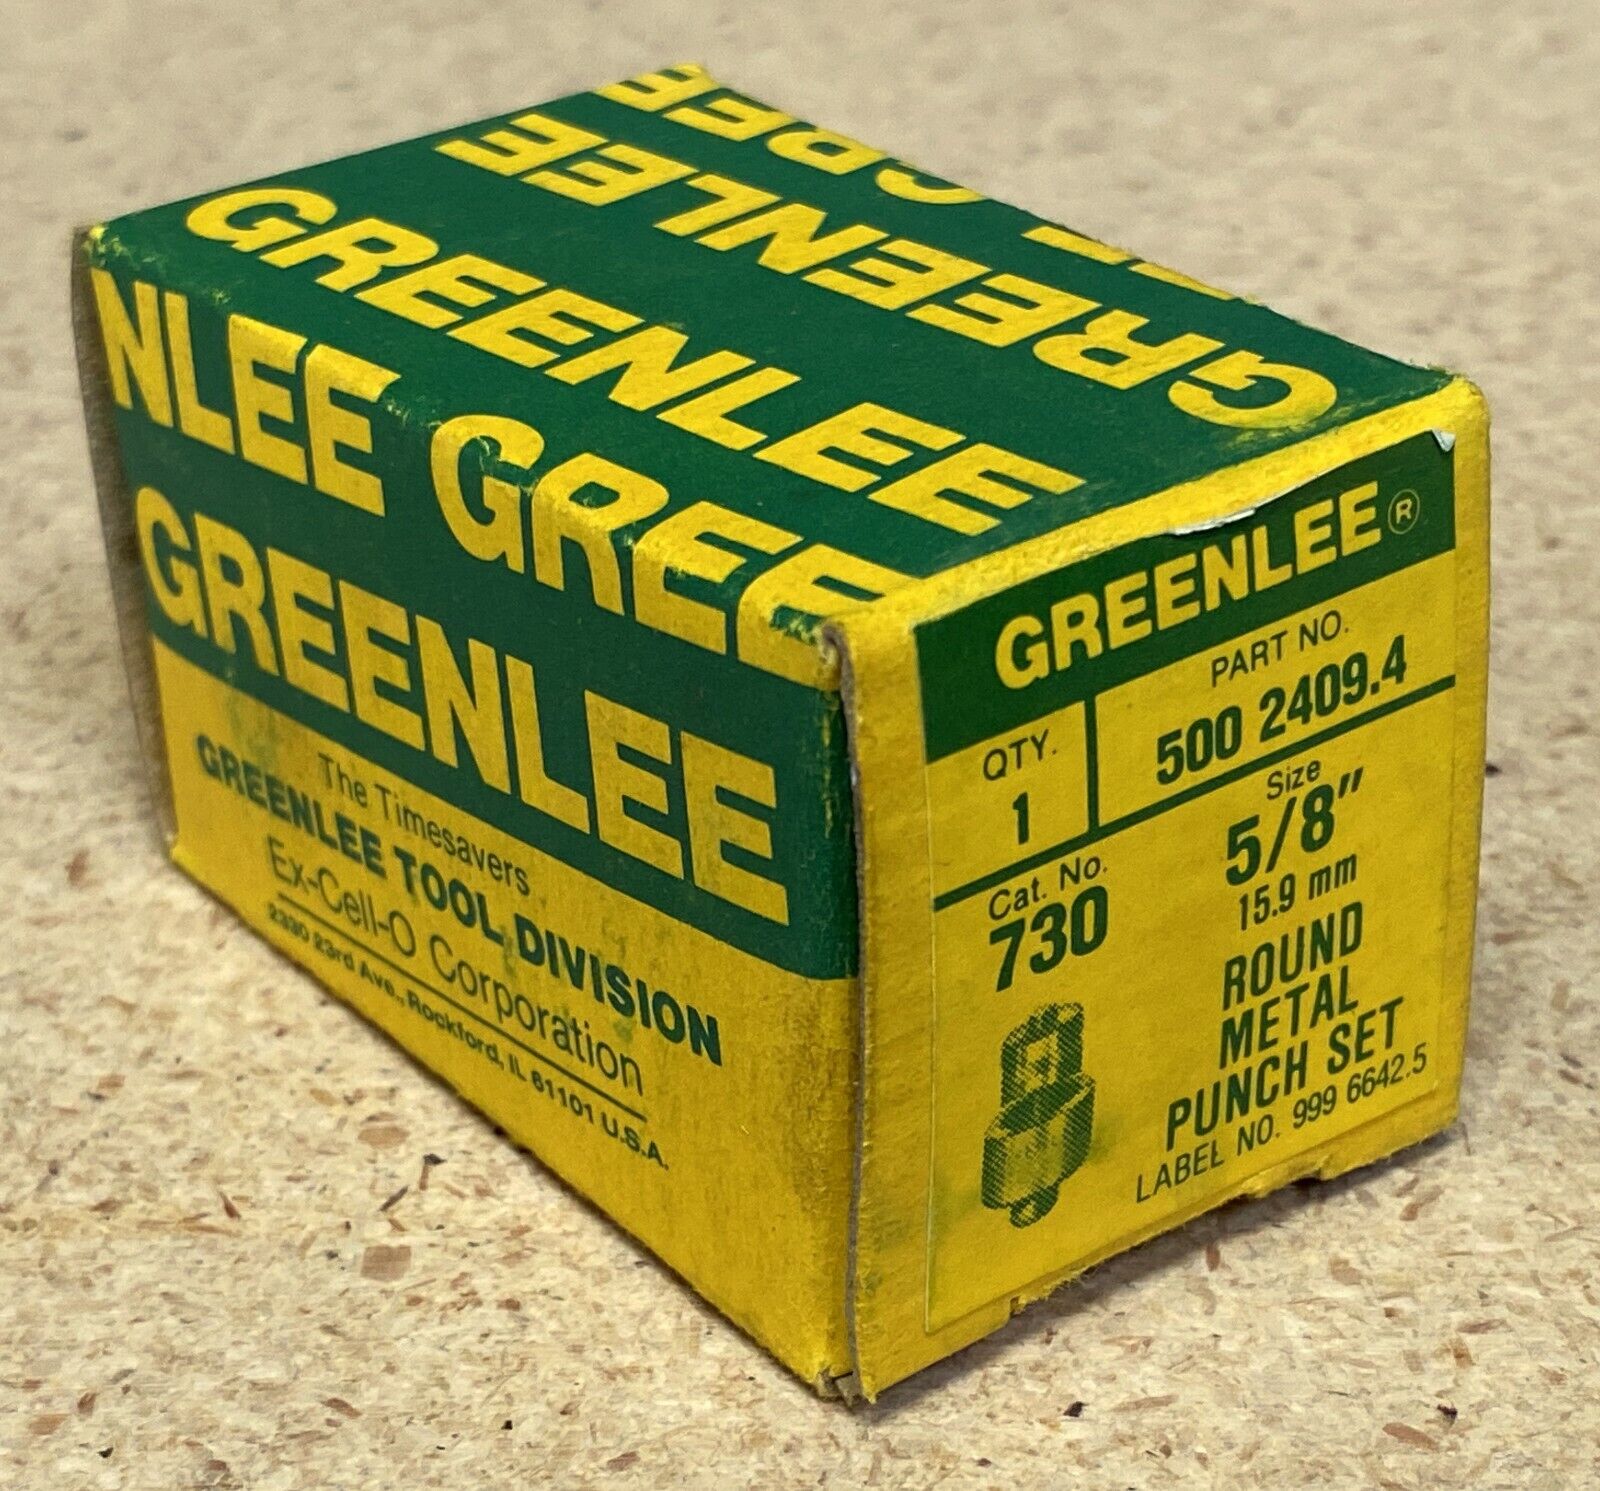 GREE
GREENLEE
GREENLEE
NLEE GREE
GREENLEE
The Timesavers
GREENLEE TOOL DIVISION
Ex-Cell-O Corporation
2330 23rd Ave., Rockford, IL 61101 U.S.A.
GREENLEE®
QTY.
1
PART NO.
500 2409.4
Cat. No.
730
Size
5/8"
15.9 mm
ROUND
METAL
PUNCH SET
LABEL NO. 999 6642.5